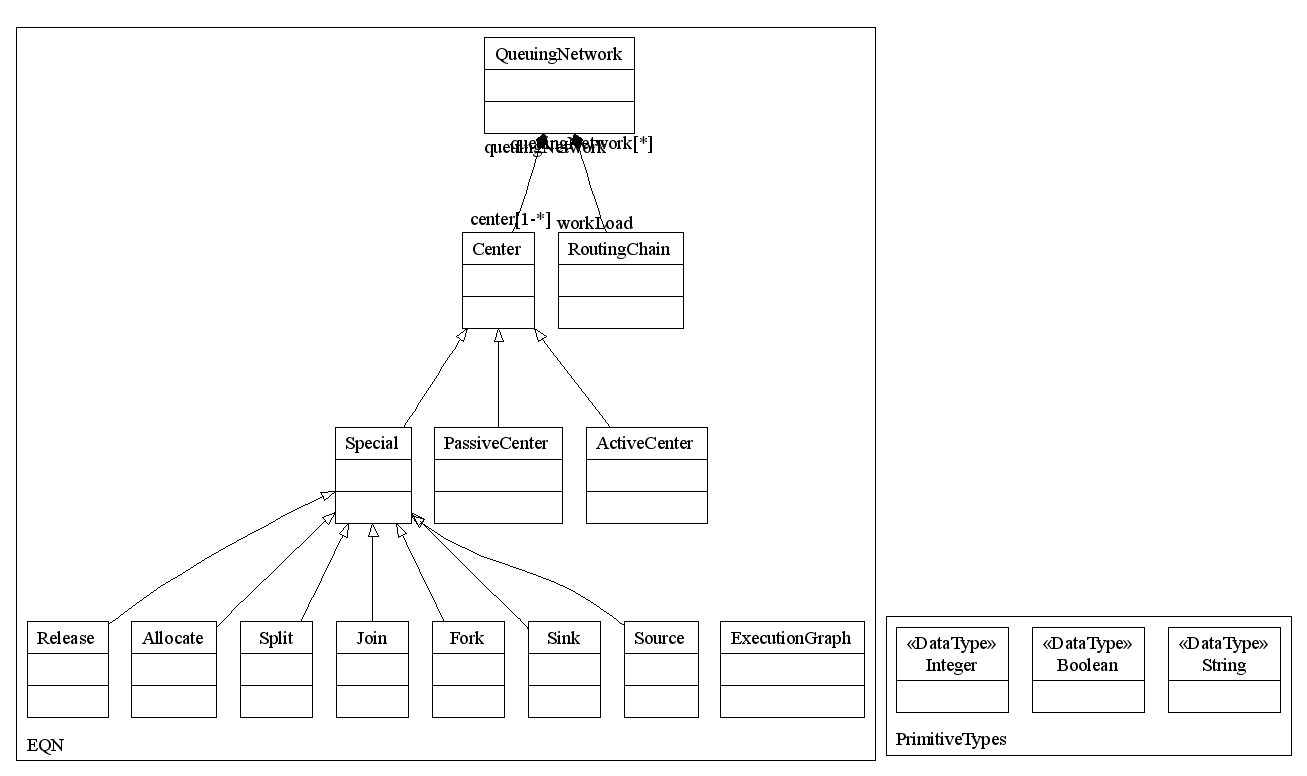 QueuingNetwork
queuingNetwork[*]
queuingNetwork
center[1-*]
workLoad
Center
RoutingChain
Special
PassiveCenter
ActiveCenter
Release
Allocate
Split
Join
Fork
Sink
Source
ExecutionGraph
EQN
«DataType»
Integer
«DataType»
Boolean
«DataType»
String
PrimitiveTypes